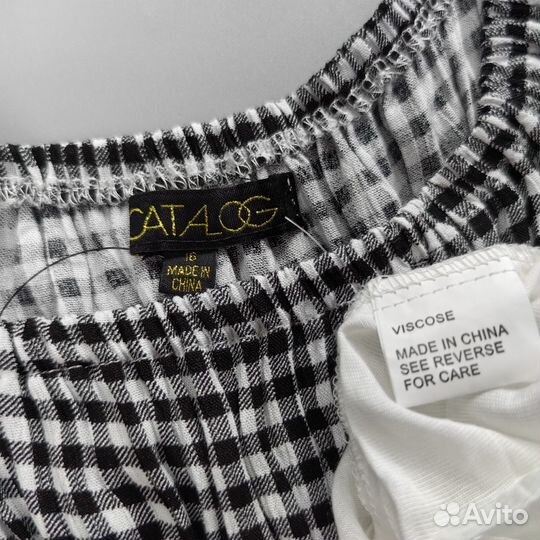 CATALOG
16
MADE IN
CHINA
VISCOSE
MADE IN CHINA
SEE REVERSE
FOR CARE
Avito